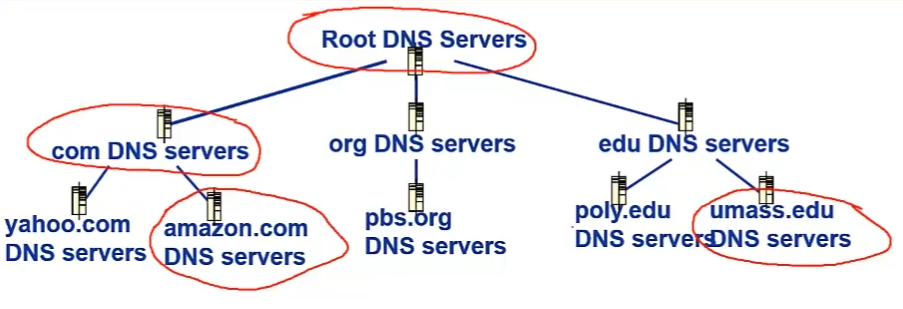 Root DNS Servers
com DNS servers
org DNS servers
edu DNS servers
yahoo.com
DNS servers
amazon.com
DNS servers
pbs.org
DNS servers
poly.edu
DNS servers
umass.edu
DNS servers